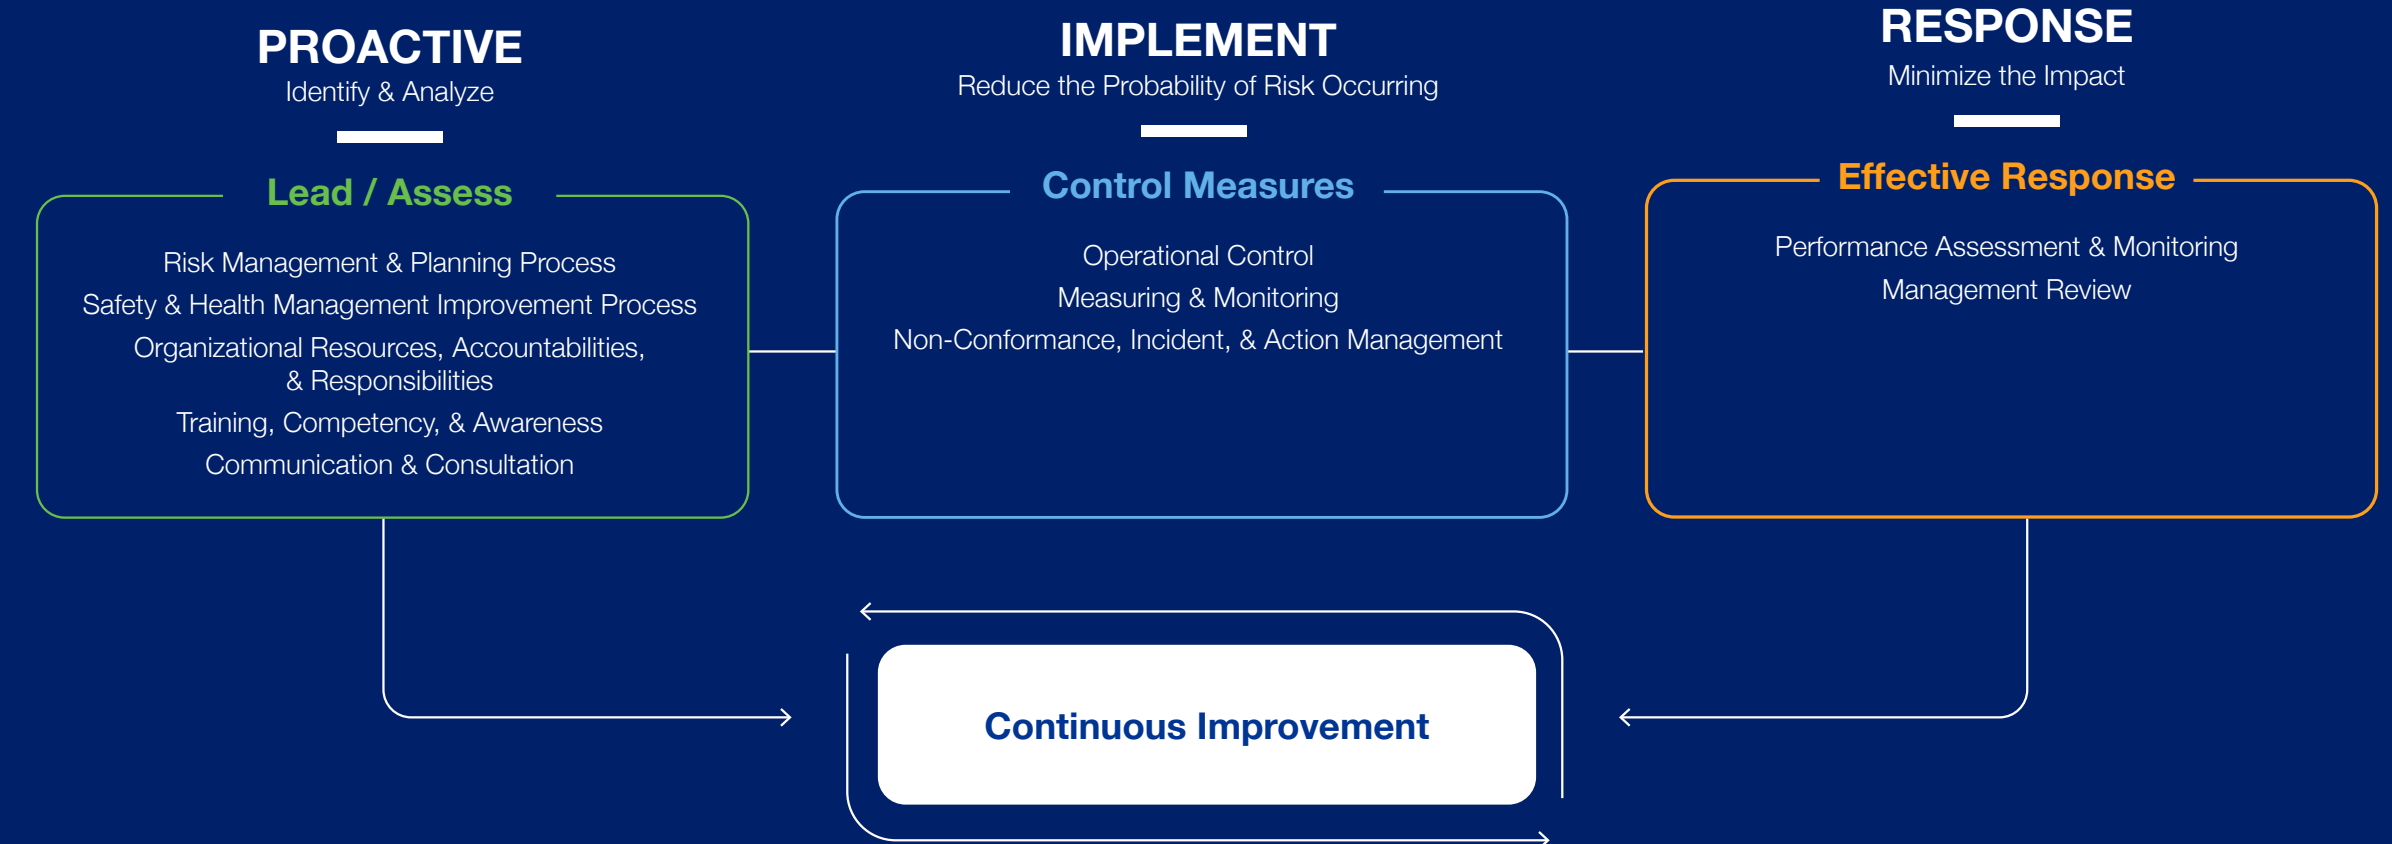 PROACTIVE
Identify & Analyze
Lead / Assess
Risk Management & Planning Process
Safety & Health Management Improvement Process
Organizational Resources, Accountabilities,
& Responsibilities
Training, Competency, & Awareness
Communication & Consultation
IMPLEMENT
Reduce the Probability of Risk Occurring
Control Measures
Operational Control
Measuring & Monitoring
Non-Conformance, Incident, & Action Management
RESPONSE
Minimize the Impact
Effective Response
Performance Assessment & Monitoring
Management Review
Continuous Improvement